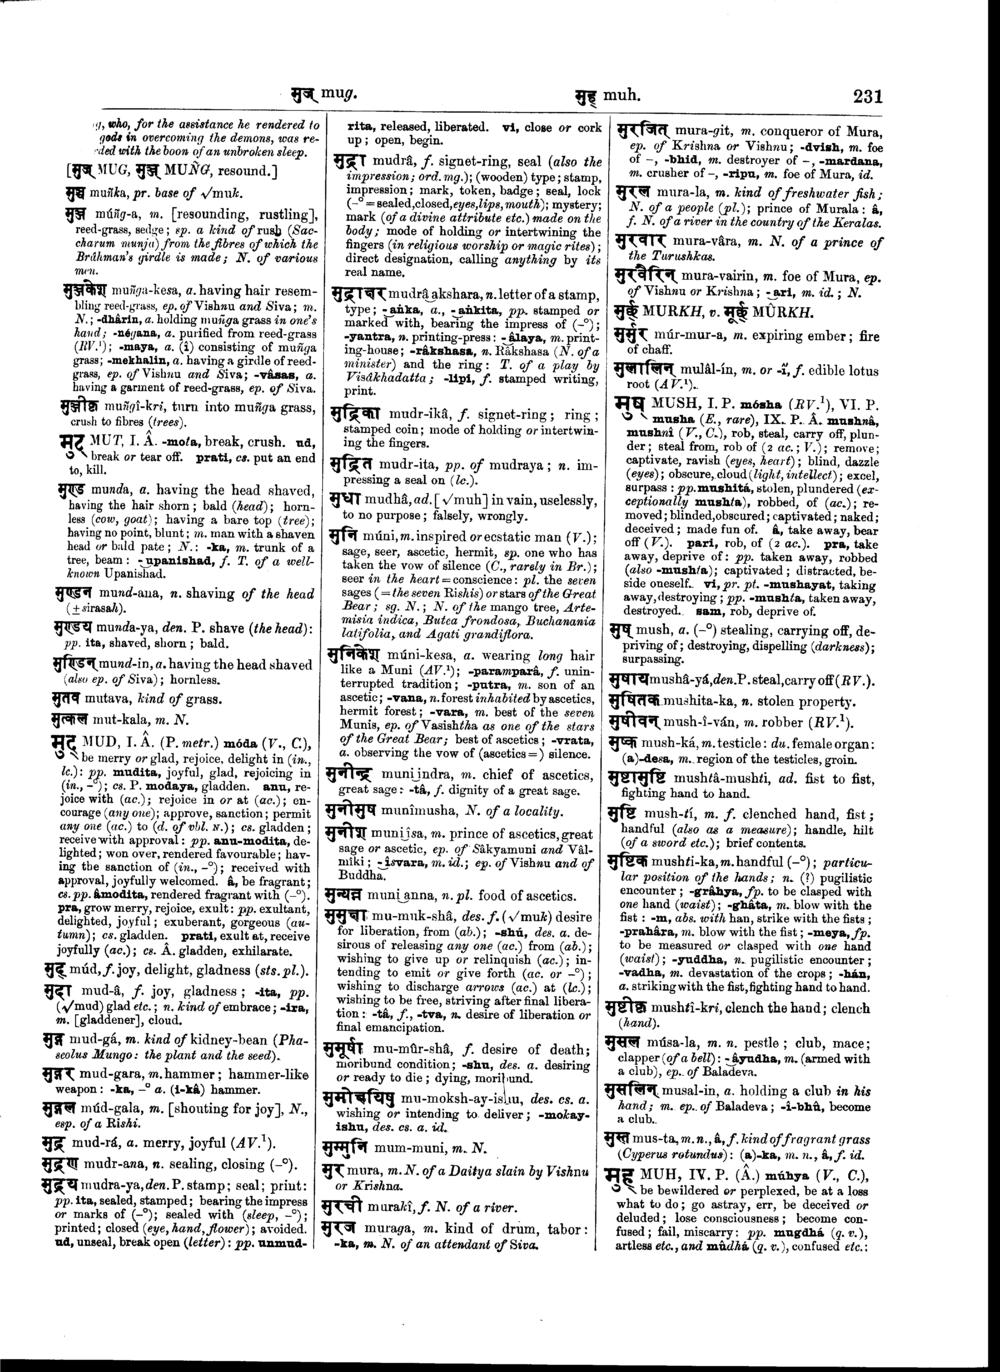 मुज् mug.
मुह् muh.
231
who, for the assistance he rendered to
gods in overcoming the demons, was re-
ded with the boon of an unbroken sleep.
[मुज् MUG, मुञ्ज् MUÑG, resound.]
मुञ्च muñka, pr. base of √muk.
मुञ्ज múñg-a, m. [resounding, rustling],
reed-grass, sedge; sp. a kind of rush (Sac-
charum munja) from the fibres of which the
Brâhman's girdle is made; N. of various
men.
मुञ्जकेश muñga-kesa, a. having hair resem-
bling reed-grass, ep. of Vishnu and Siva; m.
N.; -dhârin, a. holding muñga grass in one's
hand; -négana, a. purified from reed-grass
(RV.¹); -maya, a. (î) consisting of muñga
grass; -mekhalin, a. having a girdle of reed-
grass, ep. of Vishnu and Siva; -vâsas, a.
having a garment of reed-grass, ep. of Siva.
मुञ्जीकृ muñgî-kri, turn into muñga grass,
crush to fibres (trees).
मुट् MUT, I. Â. -mota, break, crush. ud,
break or tear off. prati, cs. put an end
to, kill.
मुण्ड munda, a. having the head shaved,
having the hair shorn; bald (head); horn-
less (cow, goat); having a bare top (tree);
having no point, blunt; m. man with a shaven
head or bald pate; N.: -ka, m. trunk of a
tree, beam: -‿upanishad, f. T. of a well-
known Upanishad.
मुण्डन mund-ana, n. shaving of the head
(± sirasah).
मुण्डय munda-ya, den. P. shave (the head):
pp. ita, shaved, shorn; bald.
मुण्डिन् mund-in, a. having the head shaved
(also ep. of Siva); hornless.
मुतव mutava, kind of grass.
मुत्कल mut-kala, m. N.
मुद् MUD, I. Â. (P. metr.) móda (V., C.),
be merry or glad, rejoice, delight in (in.,
lc.): pp. mudita, joyful, glad, rejoicing in
(in., -°); cs. P. modaya, gladden. anu, re-
joice with (ac.); rejoice in or at (ac.); en-
courage (any one); approve, sanction; permit
any one (ac.) to (d. of vbl. N.); cs. gladden;
receive with approval: pp. anu-modita, de-
lighted; won over, rendered favourable; hav-
ing the sanction of (in., -°); received with
approval, joyfully welcomed. â, be fragrant;
cs. pp. âmodita, rendered fragrant with (-°).
pra, grow merry, rejoice, exult: pp. exultant,
delighted, joyful; exuberant, gorgeous (au-
tumn); cs. gladden. prati, exult at, receive
joyfully (ac.); cs. Â. gladden, exhilarate.
मुद् múd, f. joy, delight, gladness (sts. pl.).
मुदा mud-â, f. joy, gladness; -ita, pp.
(√mud) glad etc.; n. kind of embrace; -ira,
m. [gladdener], cloud.
मुद्ग mud-gá, m. kind of kidney-bean (Pha-
seolus Mungo: the plant and the seed).
मुद्गर mud-gara, m. hammer; hammer-like
weapon: -ka, -° a. (i-kâ) hammer.
मुद्गल múd-gala, m. [shouting for joy], N.,
esp. of a Rishi.
मुद्र mud-rá, a. merry, joyful (AV.¹).
मुद्रण mudr-ana, n. sealing, closing (-°).
मुद्रय mudra-ya, den. P. stamp; seal; print:
pp. ita, sealed, stamped; bearing the impress
or marks of (-°); sealed with (sleep, -°);
printed; closed (eye, hand, flower); avoided.
ud, unseal, break open (letter): pp. unmud-
rita, released, liberated. vi, close or cork
up; open, begin.
मुद्रा mudrâ, f. signet-ring, seal (also the
impression; ord. mg.); (wooden) type; stamp,
impression; mark, token, badge; seal, lock
(-° = sealed, closed, eyes, lips, mouth); mystery;
mark (of a divine attribute etc.) made on the
body; mode of holding or intertwining the
fingers (in religious worship or magic rites);
direct designation, calling anything by its
real name.
मुद्राक्षर mudrâ‿akshara, n. letter of a stamp,
type; -‿aṅka, a., -‿aṅkita, pp. stamped or
marked with, bearing the impress of (-°);
-yantra, n. printing-press: -‿âlaya, m. print-
ing-house; -râkshasa, n. Râkshasa (N. of a
minister) and the ring: T. of a play by
Visâkhadatta; -lipi, f. stamped writing,
print.
मुद्रिका mudr-ikâ, f. signet-ring; ring;
stamped coin; mode of holding or intertwin-
ing the fingers.
मुद्रित mudr-ita, pp. of mudraya; n. im-
pressing a seal on (lc.).
मुधा mudhâ, ad. [√muh] in vain, uselessly,
to no purpose; falsely, wrongly.
मुनि múni, m. inspired or ecstatic man (V.);
sage, seer, ascetic, hermit, sp. one who has
taken the vow of silence (C., rarely in Br.);
seer in the heart = conscience: pl. the seven
sages (= the seven Rishis) or stars of the Great
Bear; sg. N.; N. of the mango tree, Arte-
misia indica, Butea frondosa, Buchanania
latifolia, and Agati grandiflora.
मुनिकेश múni-kesa, a. wearing long hair
like a Muni (AV.¹); -paramparâ, f. unin-
terrupted tradition; -putra, m. son of an
ascetic; -vana, n. forest inhabited by ascetics,
hermit forest; -vara, m. best of the seven
Munis, ep. of Vasishtha as one of the stars
of the Great Bear; best of ascetics; -vrata,
a. observing the vow of (ascetics =) silence.
मुनीन्द्र muni‿indra, m. chief of ascetics,
great sage: -tâ, f. dignity of a great sage.
मुनीमुष munîmusha, N. of a locality.
मुनीश muni‿îsa, m. prince of ascetics, great
sage or ascetic, ep. of Sâkyamuni and Vâl-
mîki; -‿îsvara, m. id.; ep. of Vishnu and of
Buddha.
मुन्यन्न muni‿anna, n. pl. food of ascetics.
मुमुक्षा mu-muk-shâ, des. f. (√muk) desire
for liberation, from (ab.); -shú, des. a. de-
sirous of releasing any one (ac.) from (ab.);
wishing to give up or relinquish (ac.); in-
tending to emit or give forth (ac. or -°);
wishing to discharge arrows (ac.) at (lc.);
wishing to be free, striving after final libera-
tion: -tâ, f., -tva, n. desire of liberation or
final emancipation.
मुमूर्षा mu-mûr-shâ, f. desire of death;
moribund condition; -shu, des. a. desiring
or ready to die; dying, moribund.
मुमोक्षयिषु mu-moksh-ay-ishu, des. cs. a.
wishing or intending to deliver; -mokay-
ishu, des. cs. a. id.
मुम्मुनि mum-muni, m. N.
मुर mura, m. N. of a Daitya slain by Vishnu
or Krishna.
मुरची murakî, f. N. of a river.
मुरज muraga, m. kind of drum, tabor:
-ka, m. N. of an attendant of Siva.
मुरजित् mura-git, m. conqueror of Mura,
ep. of Krishna or Vishnu; -dvish, m. foe
of -, -bhid, m. destroyer of -, -mardana,
m. crusher of -, -ripu, m. foe of Mura, id.
मुरल mura-la, m. kind of freshwater fish;
N. of a people (pl.); prince of Murala: â,
f. N. of a river in the country of the Keralas.
मुरवार mura-vâra, m. N. of a prince of
the Turushkas.
मुरवैरिन् mura-vairin, m. foe of Mura, ep.
of Vishnu or Krishna; -‿ari, m. id.; N.
मुर्छ् MURKH, v. मूर्छ् MÛRKH.
मुर्मुर múr-mur-a, m. expiring ember; fire
of chaff.
मुलालिन् mulâl-ín, m. or -î, f. edible lotus
root (AV.¹).
मुष् MUSH, I. P. mósha (RV.¹), VI. P.
musha (E., rare), IX. P. Â. mushnâ,
mushnî (V., C.), rob, steal, carry off, plun-
der; steal from, rob of (2 ac.; V.); remove;
captivate, ravish (eyes, heart); blind, dazzle
(eyes); obscure, cloud (light, intellect); excel,
surpass: pp. mushitá, stolen, plundered (ex-
ceptionally mushta), robbed, of (ac.); re-
moved; blinded, obscured; captivated; naked;
deceived; made fun of. â, take away, bear
off (V.). pari, rob, of (2 ac.). pra, take
away, deprive of: pp. taken away, robbed
(also -mushta); captivated; distracted, be-
side oneself. vi, pr. pt. -mushayat, taking
away, destroying; pp. -mushta, taken away,
destroyed. sam, rob, deprive of.
मुष् mush, a. (-°) stealing, carrying off, de-
priving of; destroying, dispelling (darkness);
surpassing.
मुषाय mushâ-yá, den. P. steal, carry off (RV.).
मुषितक mushita-ka, n. stolen property.
मुषीवन् mush-î-ván, m. robber (RV.¹).
मुष्क mush-ká, m. testicle: du. female organ:
(a)-desa, m. region of the testicles, groin.
मुष्टामुष्टि mushtâ-mushti, ad. fist to fist,
fighting hand to hand.
मुष्टि mush-tí, m. f. clenched hand, fist;
handful (also as a measure); handle, hilt
(of a sword etc.); brief contents.
मुष्टिक mushti-ka, m. handful (-°); particu-
lar position of the hands; n. (?) pugilistic
encounter; -grâhya, fp. to be clasped with
one hand (waist); -ghâta, m. blow with the
fist: -m, abs. with han, strike with the fists;
-prahâra, m. blow with the fist; -meya, fp.
to be measured or clasped with one hand
(waist); -yuddha, n. pugilistic encounter;
-vadha, m. devastation of the crops; -hán,
a. striking with the fist, fighting hand to hand.
मुष्टीकृ mushtî-kri, clench the hand; clench
(hand).
मुसल músa-la, m. n. pestle; club, mace;
clapper (of a bell): -‿âyudha, m. (armed with
a club), ep. of Baladeva.
मुसलिन् musal-in, a. holding a club in his
hand; m. ep. of Baladeva; -î-bhû, become
a club.
मुस्त mus-ta, m. n., â, f. kind of fragrant grass
(Cyperus rotundus): (a)-ka, m. n., â, f. id.
मुह् MUH, IV. P. (Â.) múhya (V., C.),
be bewildered or perplexed, be at a loss
what to do; go astray, err, be deceived or
deluded; lose consciousness; become con-
fused; fail, miscarry: pp. mugdhá (q. v.),
artless etc., and mûdhá (q. v.), confused etc.: